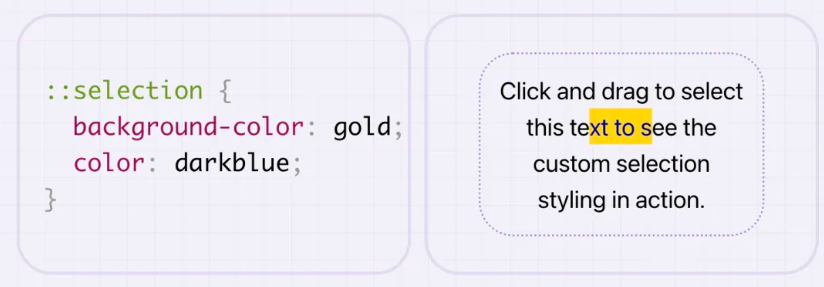 ::selection {
  background-color: gold;
  color: darkblue;
}
Click and drag to select
this text to see the
custom selection
styling in action.